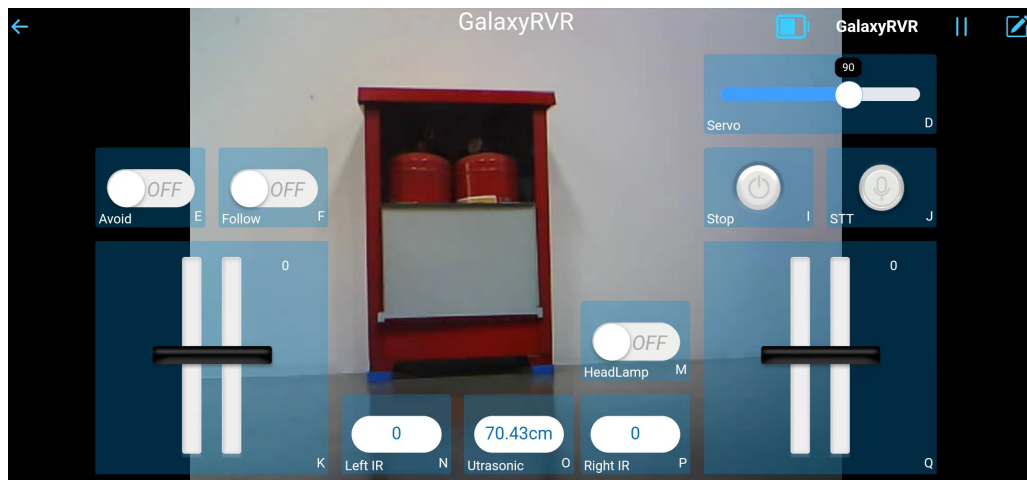 GalaxyRVR
GalaxyRVR
90
Servo D
OFF
Avoid E
OFF
Follow F
Stop I
STT J
0
0
OFF
HeadLamp M
K
0
Left IR N
70.43cm
Utrasonic O
0
Right IR P
Q